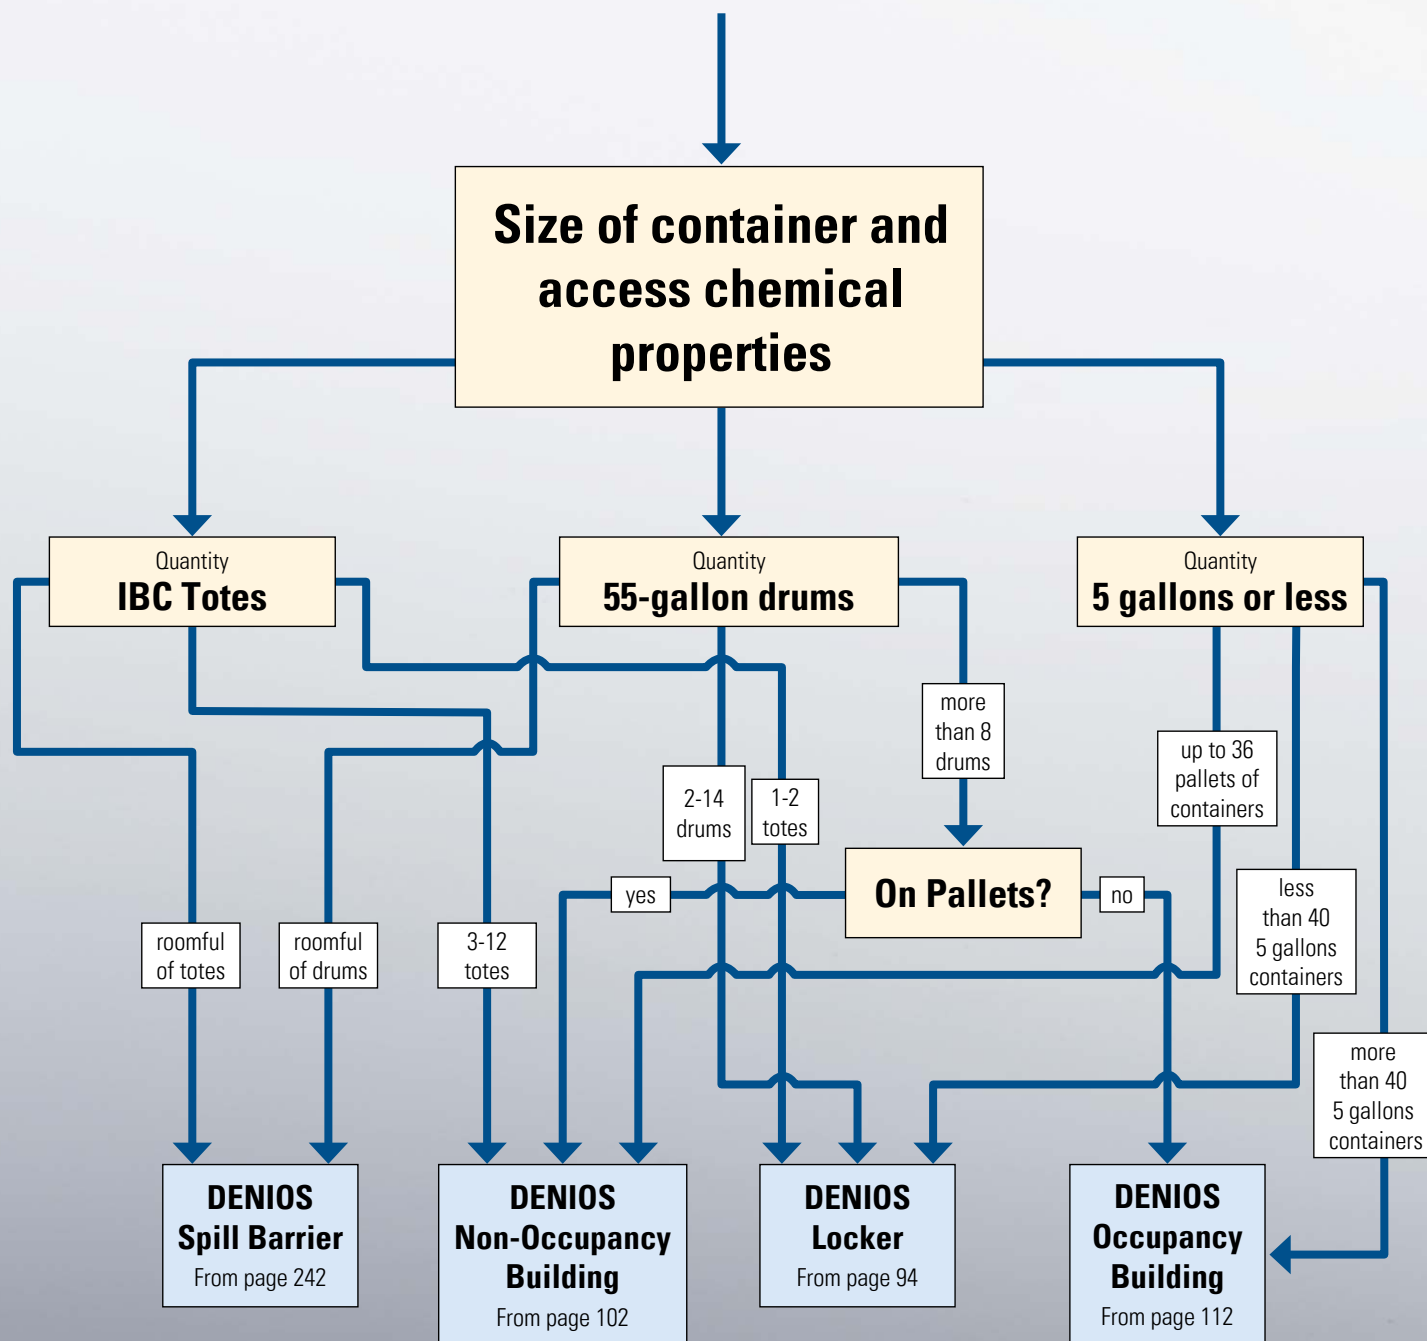 Size of container and
access chemical
properties
Quantity
IBC Totes
Quantity
55-gallon drums
Quantity
5 gallons or less
more
than 8
drums
up to 36
pallets of
containers
2-14
drums
1-2
totes
On Pallets?
yes
no
less
than 40
5 gallons
containers
roomful
of totes
roomful
of drums
3-12
totes
more
than 40
5 gallons
containers
DENIOS
Spill Barrier
From page 242
DENIOS
Non-Occupancy
Building
From page 102
DENIOS
Locker
From page 94
DENIOS
Occupancy
Building
From page 112